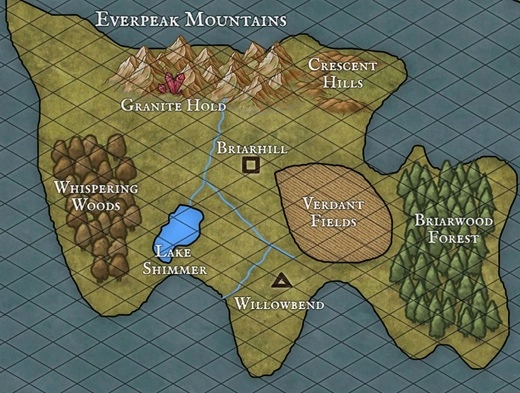 Everpeak Mountains
Crescent
Hills
Granite Hold
Briarhill
Whispering
Woods
Verdant
Fields
Briarwood
Forest
Lake
Shimmer
Willowbend